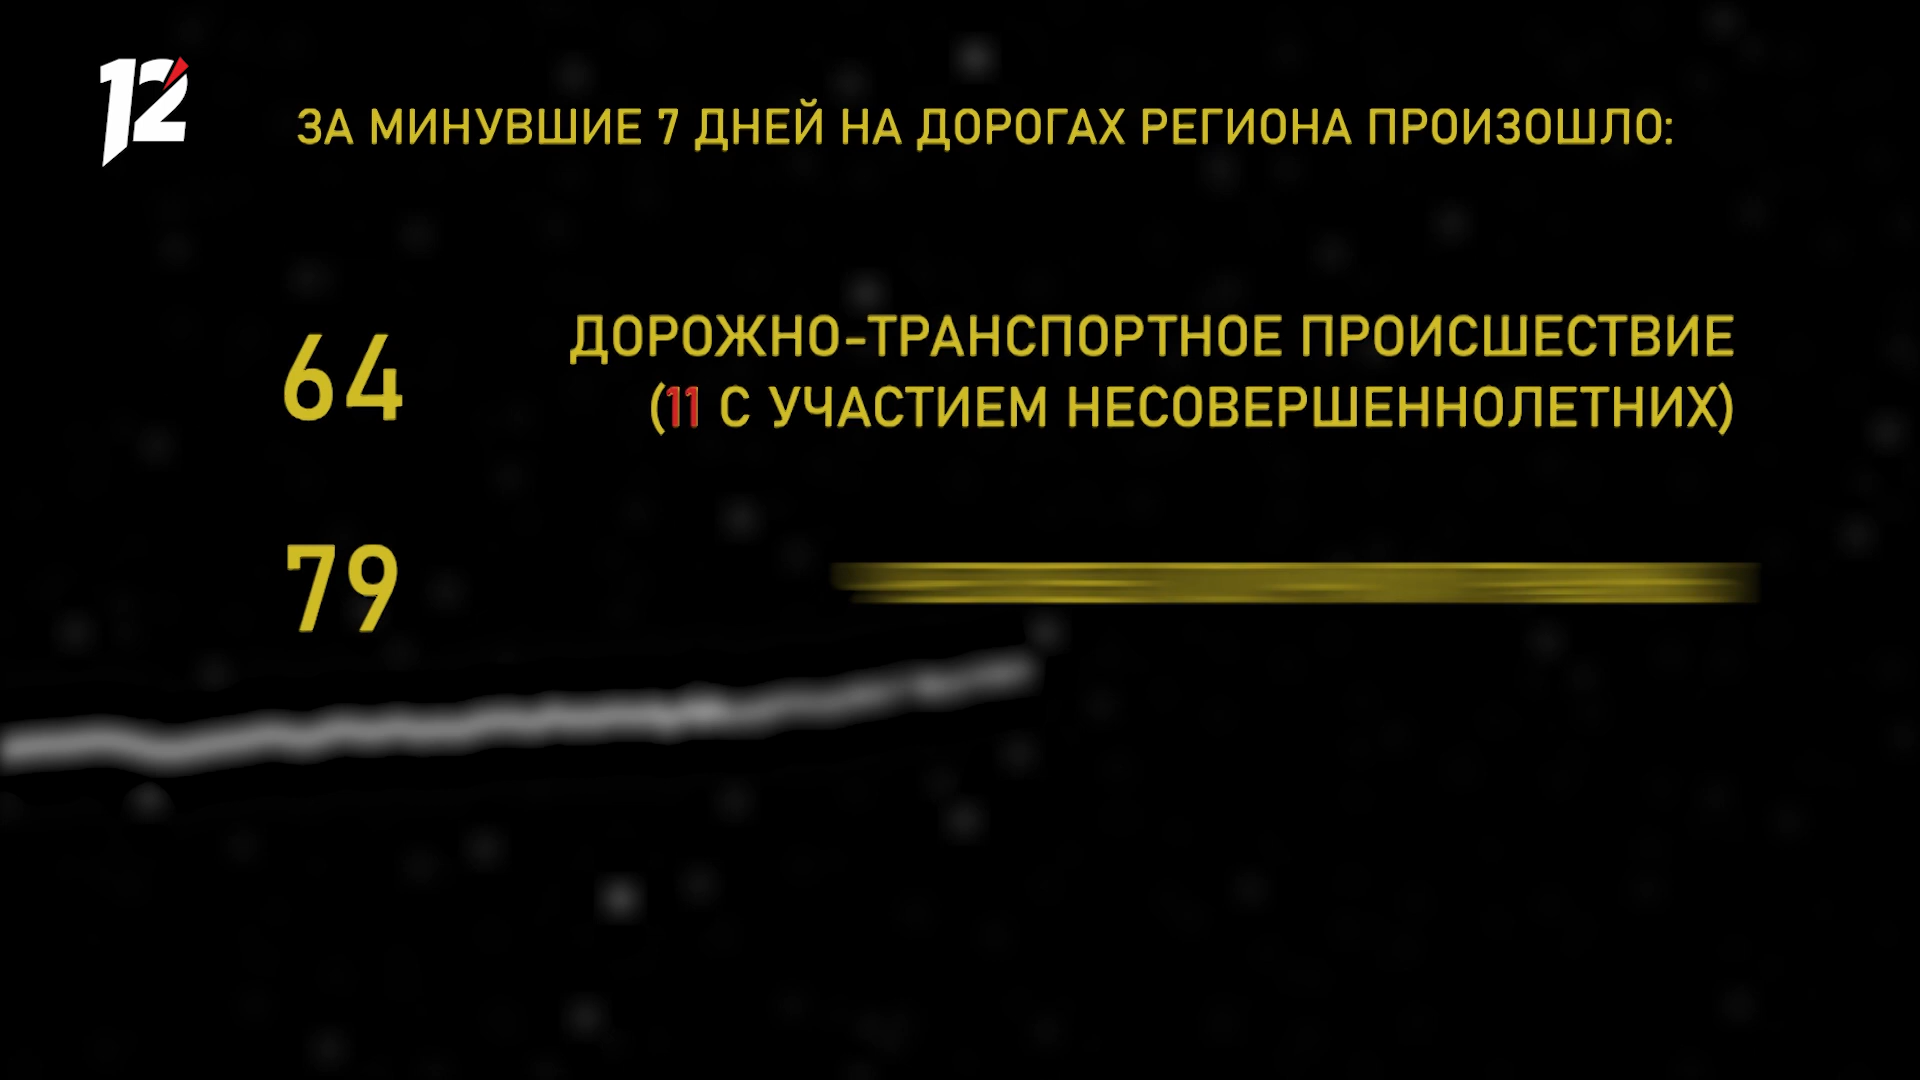 12
ЗА МИНУВШИЕ 7 ДНЕЙ НА ДОРОГАХ РЕГИОНА ПРОИЗОШЛО:
64
ДОРОЖНО-ТРАНСПОРТНОЕ ПРОИСШЕСТВИЕ
(11 С УЧАСТИЕМ НЕСОВЕРШЕННОЛЕТНИХ)
79